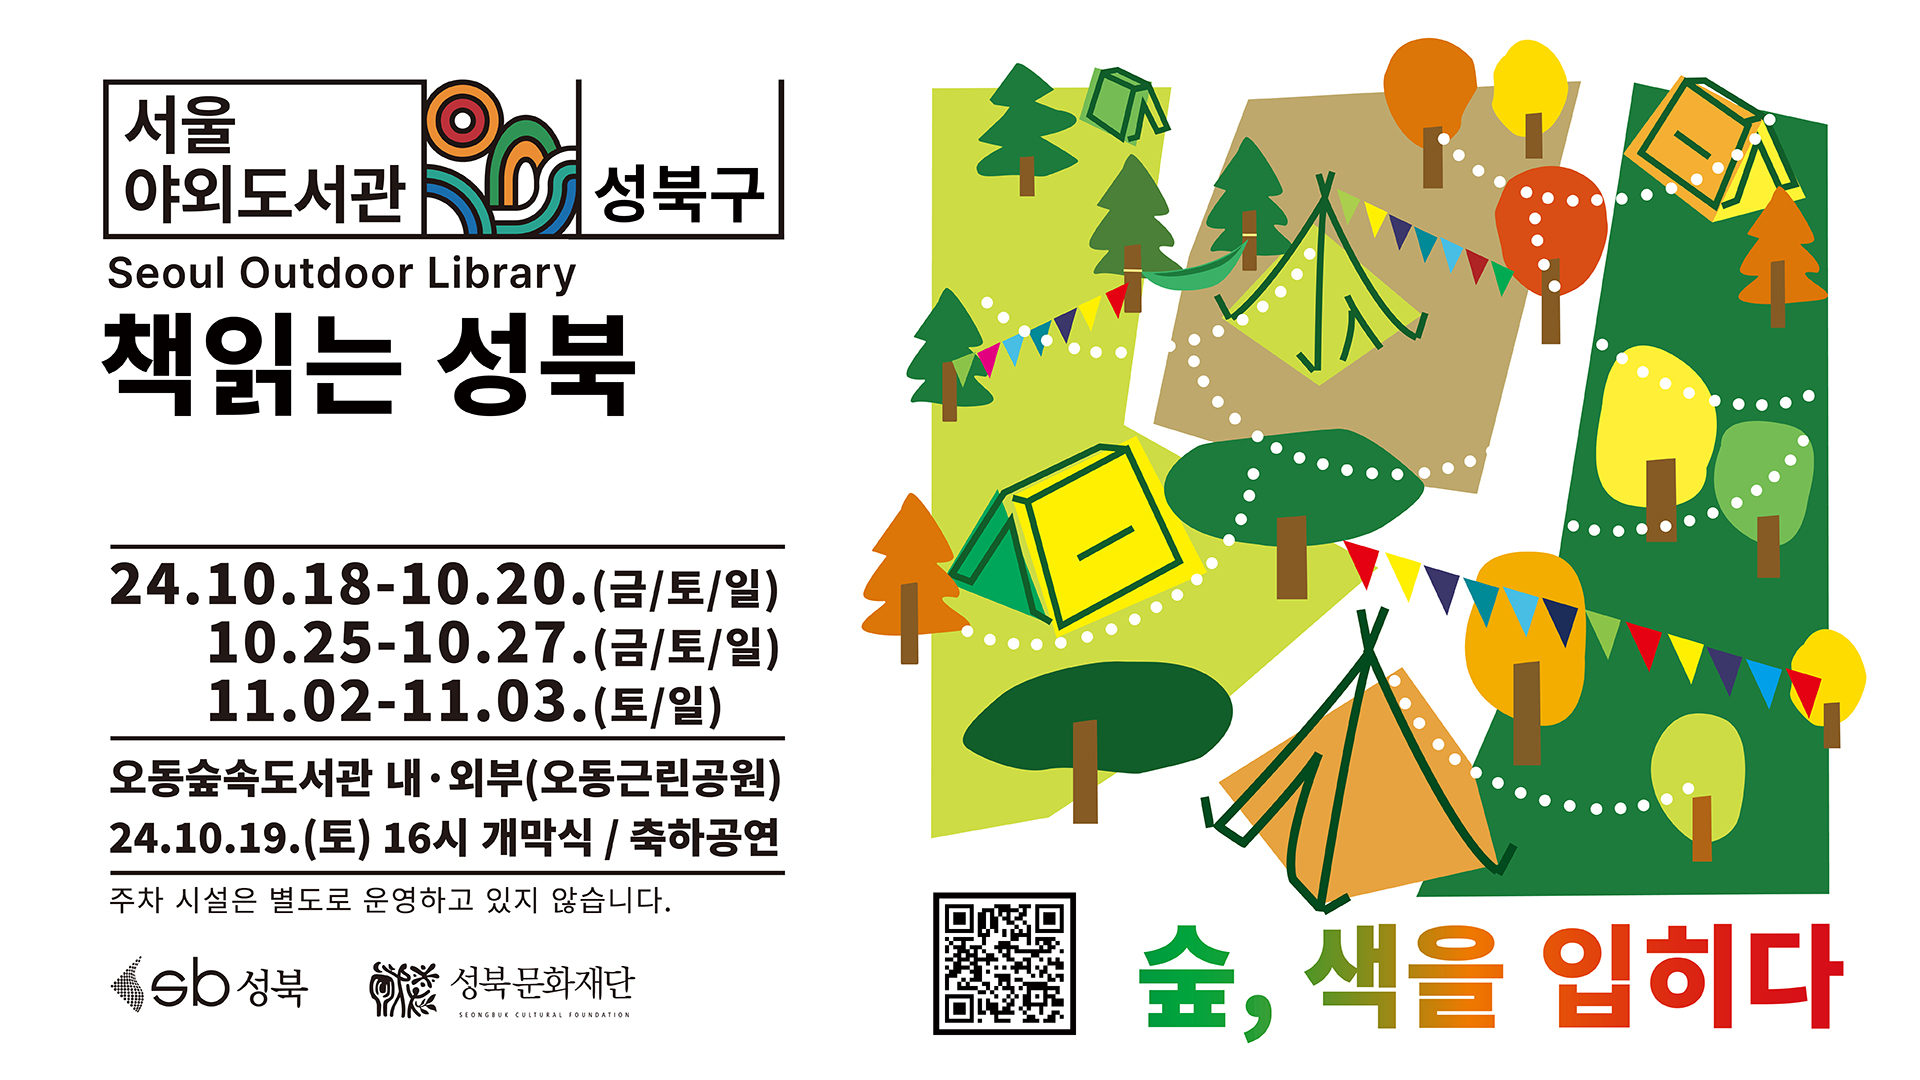 서울
야외도서관
성북구
Seoul Outdoor Library
책읽는 성북
24.10.18-10.20.(금/토/일)
10.25-10.27.(금/토/일)
11.02-11.03.(토/일)
오동숲속도서관 내·외부(오동근린공원)
24.10.19.(토) 16시 개막식 / 축하공연
주차 시설은 별도로 운영하고 있지 않습니다.
sb 성북
성북문화재단
SEONGBUK CULTURAL FOUNDATION
숲, 색을 입히다